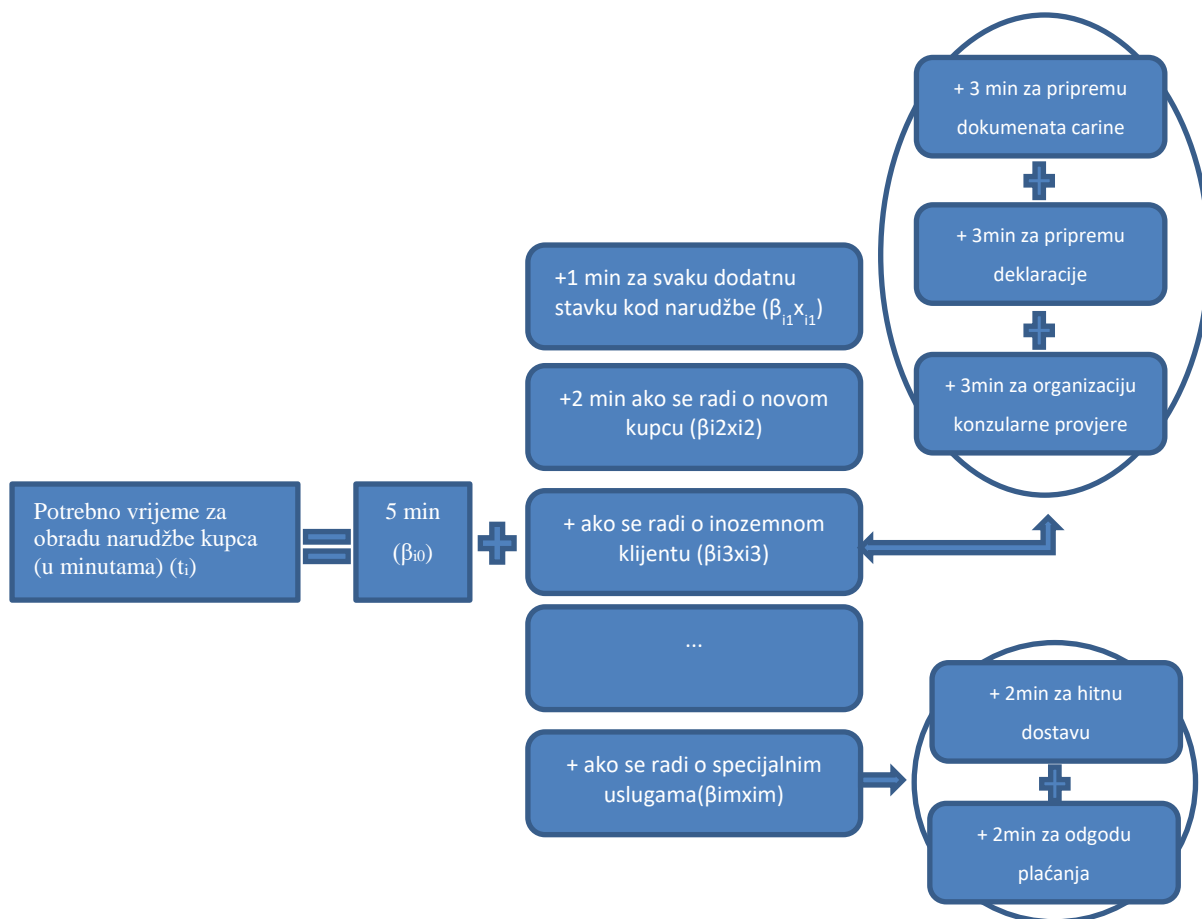 Potrebno vrijeme za
obradu narudžbe kupca
(u minutama) (tᵢ)
5 min
(βᵢ₀)
+1 min za svaku dodatnu
stavku kod narudžbe (βᵢ₁xᵢ₁)
+2 min ako se radi o novom
kupcu (βi2xi2)
+ ako se radi o inozemnom
klijentu (βi3xi3)
...
+ ako se radi o specijalnim
uslugama(βimxim)
+ 3 min za pripremu
dokumenata carine
+ 3min za pripremu
deklaracije
+ 3min za organizaciju
konzularne provjere
+ 2min za hitnu
dostavu
+ 2min za odgodu
plaćanja